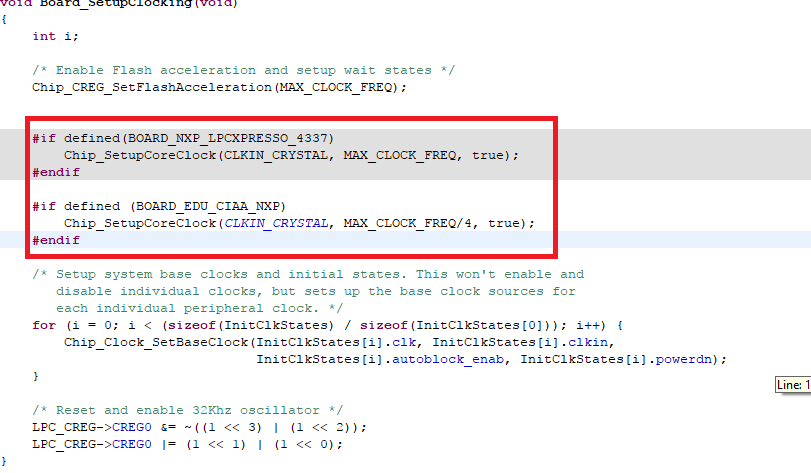 void Board_SetupClocking(void)
{
    int i;
    /* Enable Flash acceleration and setup wait states */
    Chip_CREG_SetFlashAcceleration(MAX_CLOCK_FREQ);
#if defined(BOARD_NXP_LPCXPRESSO_4337)
    Chip_SetupCoreClock(CLKIN_CRYSTAL, MAX_CLOCK_FREQ, true);
#endif
#if defined (BOARD_EDU_CIAA_NXP)
    Chip_SetupCoreClock(CLKIN_CRYSTAL, MAX_CLOCK_FREQ/4, true);
#endif
    /* Setup system base clocks and initial states. This won't enable and
       disable individual clocks, but sets up the base clock sources for
       each individual peripheral clock. */
    for (i = 0; i < (sizeof(InitClkStates) / sizeof(InitClkStates[0])); i++) {
        Chip_Clock_SetBaseClock(InitClkStates[i].clk, InitClkStates[i].clkin,
                                InitClkStates[i].autoblock_enab, InitClkStates[i].powerdn);
    }
Line: 1
    /* Reset and enable 32Khz oscillator */
    LPC_CREG->CREG0 &= ~((1 << 3) | (1 << 2));
    LPC_CREG->CREG0 |= (1 << 1) | (1 << 0);
}